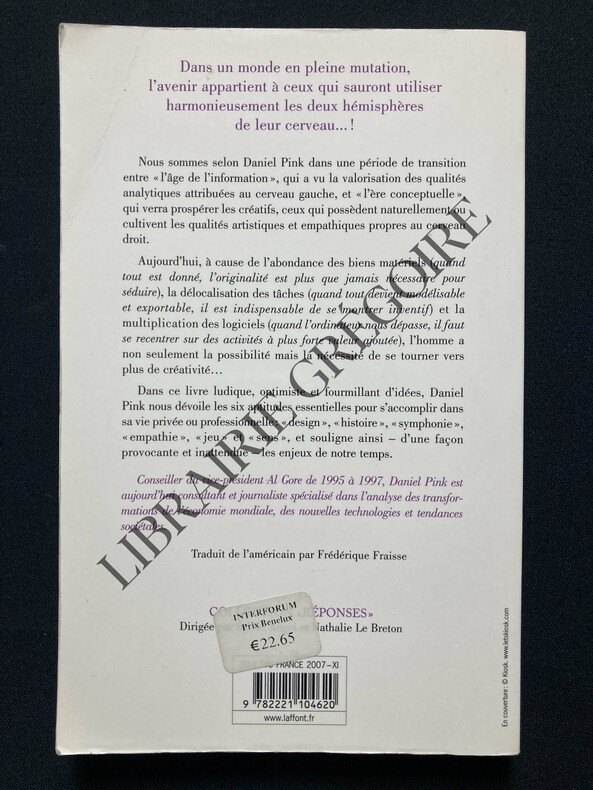 Dans un monde en pleine mutation,
l'avenir appartient à ceux qui sauront utiliser
harmonieusement les deux hémisphères
de leur cerveau...!
Nous sommes selon Daniel Pink dans une période de transition
entre « l'âge de l'information », qui a vu la valorisation des qualités
analytiques attribuées au cerveau gauche, et « l'ère conceptuelle »,
qui verra prospérer les créatifs, ceux qui possèdent naturellement ou
cultivent les qualités artistiques et empathiques propres au cerveau
droit.
Aujourd'hui, à cause de l'abondance des biens matériels (quand
tout est donné, l'originalité est plus que jamais nécessaire pour
séduire), la délocalisation des tâches (quand tout devient modélisable
et exportable, il est indispensable de se montrer inventif) et la
multiplication des logiciels (quand l'ordinateur nous dépasse, il faut
se recentrer sur des activités à plus forte valeur ajoutée), l'homme a
non seulement la possibilité mais la nécessité de se tourner vers
plus de créativité...
Dans ce livre ludique, optimiste et fourmillant d'idées, Daniel
Pink nous dévoile les six aptitudes essentielles pour s'accomplir dans
sa vie privée ou professionnelle : « design », « histoire », « symphonie »,
« empathie », « jeu » et « sens », et souligne ainsi – d'une façon
provocante et inattendue – les enjeux de notre temps.
Conseiller du vice-président Al Gore de 1995 à 1997, Daniel Pink est
aujourd'hui consultant et journaliste spécialisé dans l'analyse des transfor-
mations de l'économie mondiale, des nouvelles technologies et tendances
sociétales.
Traduit de l'américain par Frédérique Fraisse
RÉPONSES»
Dirigée Nathalie Le Breton
INTERFORUM
Prix Benelux
€22.65
FRANCE 2007-XI
9 782221 104620
www.laffont.fr
En couverture : © Kiosk. www.letskiosk.com
LIBRAIRIE GRÉGOIRE